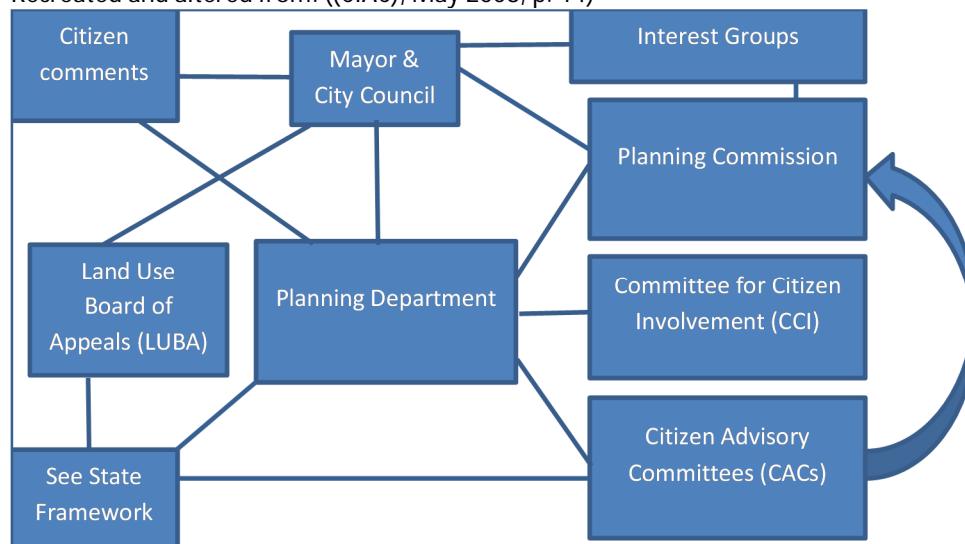 Citizen
comments
Mayor &
City Council
Interest Groups
Planning Commission
Land Use
Board of
Appeals (LUBA)
Planning Department
Committee for Citizen
Involvement (CCI)
See State
Framework
Citizen Advisory
Committees (CACs)